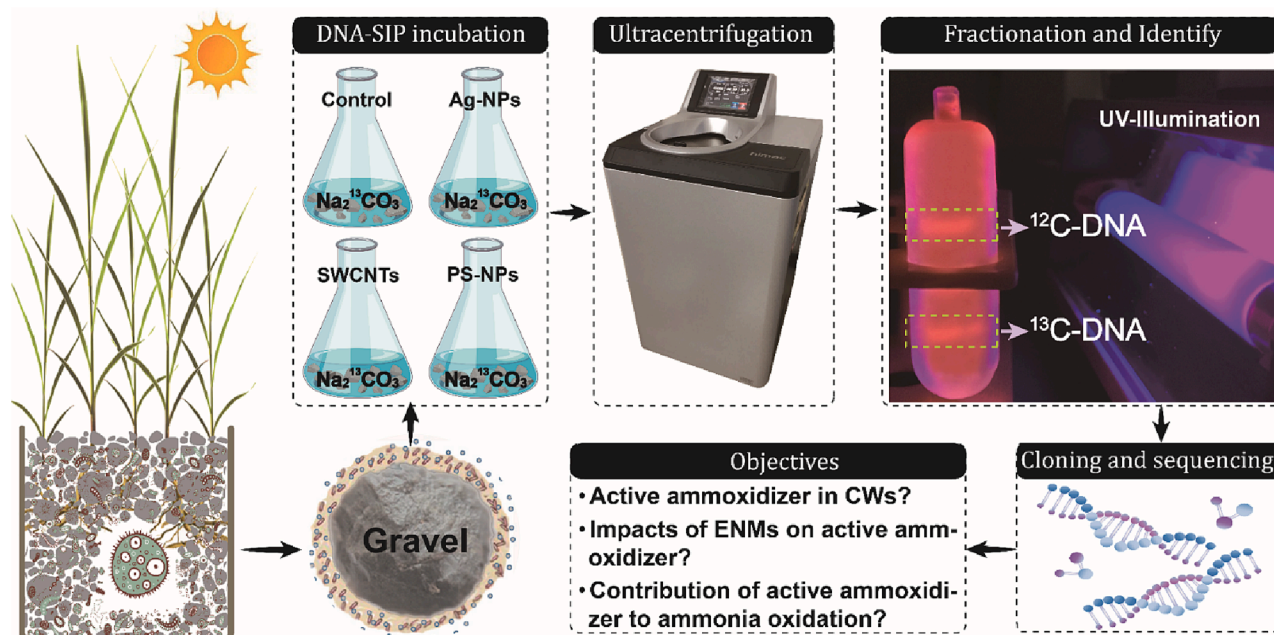 DNA-SIP incubation
Control
Ag-NPs
Na₂¹³CO₃
Na₂¹³CO₃
SWCNTs
PS-NPs
Na₂¹³CO₃
Na₂¹³CO₃
Ultracentrifugation
Fractionation and Identify
UV-Illumination
¹²C-DNA
¹³C-DNA
Gravel
Objectives
• Active ammoxidizer in CWs?
• Impacts of ENMs on active amm-
oxidizer?
• Contribution of active ammoxidi-
zer to ammonia oxidation?
Cloning and sequencing